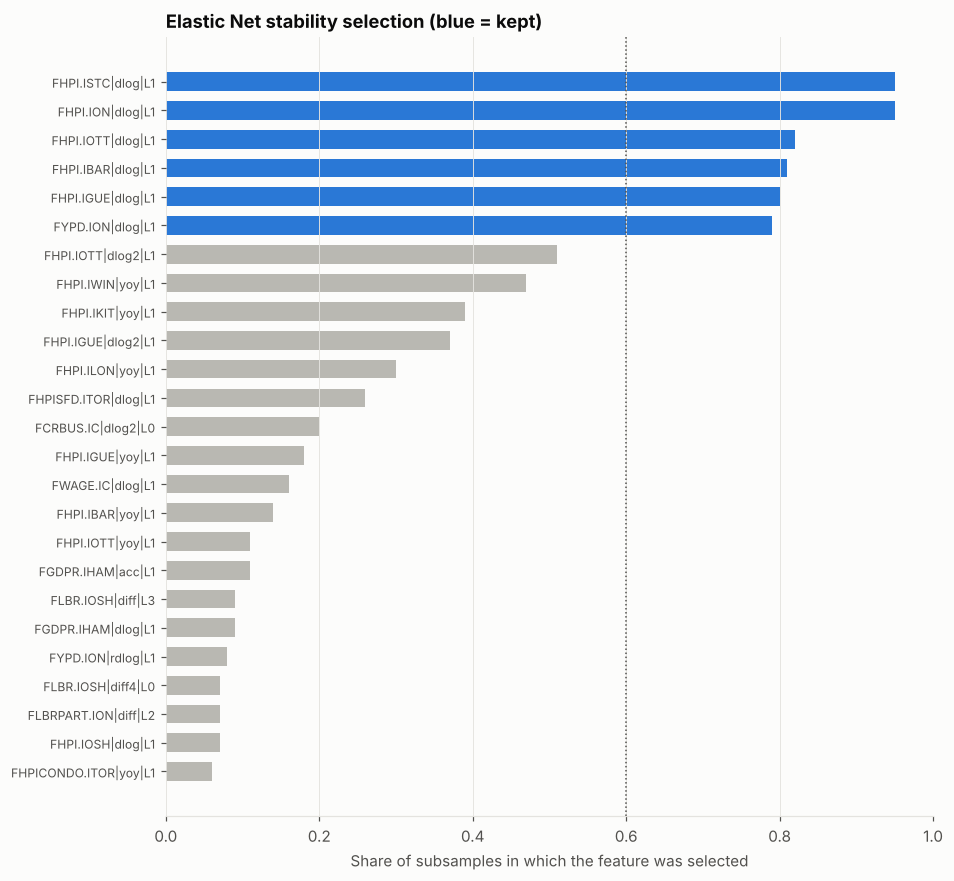 Elastic Net stability selection (blue = kept)
FHPI.ISTC|dlog|L1
FHPI.ION|dlog|L1
FHPI.IOTT|dlog|L1
FHPI.IBAR|dlog|L1
FHPI.IGUE|dlog|L1
FYPD.ION|dlog|L1
FHPI.IOTT|dlog2|L1
FHPI.IWIN|yoy|L1
FHPI.IKIT|yoy|L1
FHPI.IGUE|dlog2|L1
FHPI.ILON|yoy|L1
FHPISFD.ITOR|dlog|L1
FCRBUS.IC|dlog2|L0
FHPI.IGUE|yoy|L1
FWAGE.IC|dlog|L1
FHPI.IBAR|yoy|L1
FHPI.IOTT|yoy|L1
FGDPR.IHAM|acc|L1
FLBR.IOSH|diff|L3
FGDPR.IHAM|dlog|L1
FYPD.ION|rdlog|L1
FLBR.IOSH|diff4|L0
FLBRPART.ION|diff|L2
FHPI.IOSH|dlog|L1
FHPICONDO.ITOR|yoy|L1
0.0 0.2 0.4 0.6 0.8 1.0
Share of subsamples in which the feature was selected